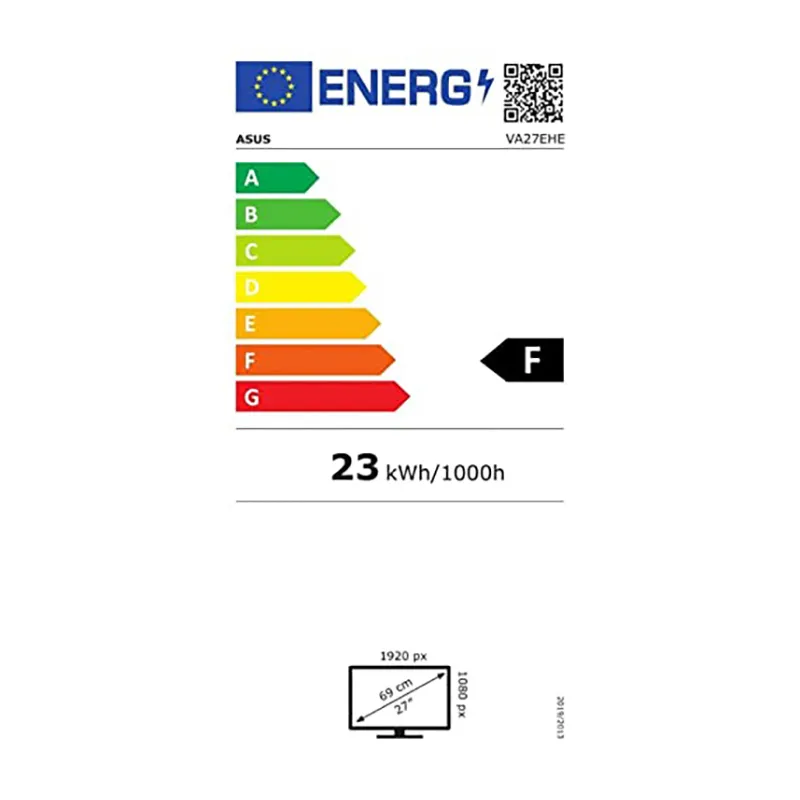 ENERG
ASUS VA27EHE
A
B
C
D
E
F
F
G
23 kWh/1000h
1920 px
69 cm
27"
1080 px
2019/2013